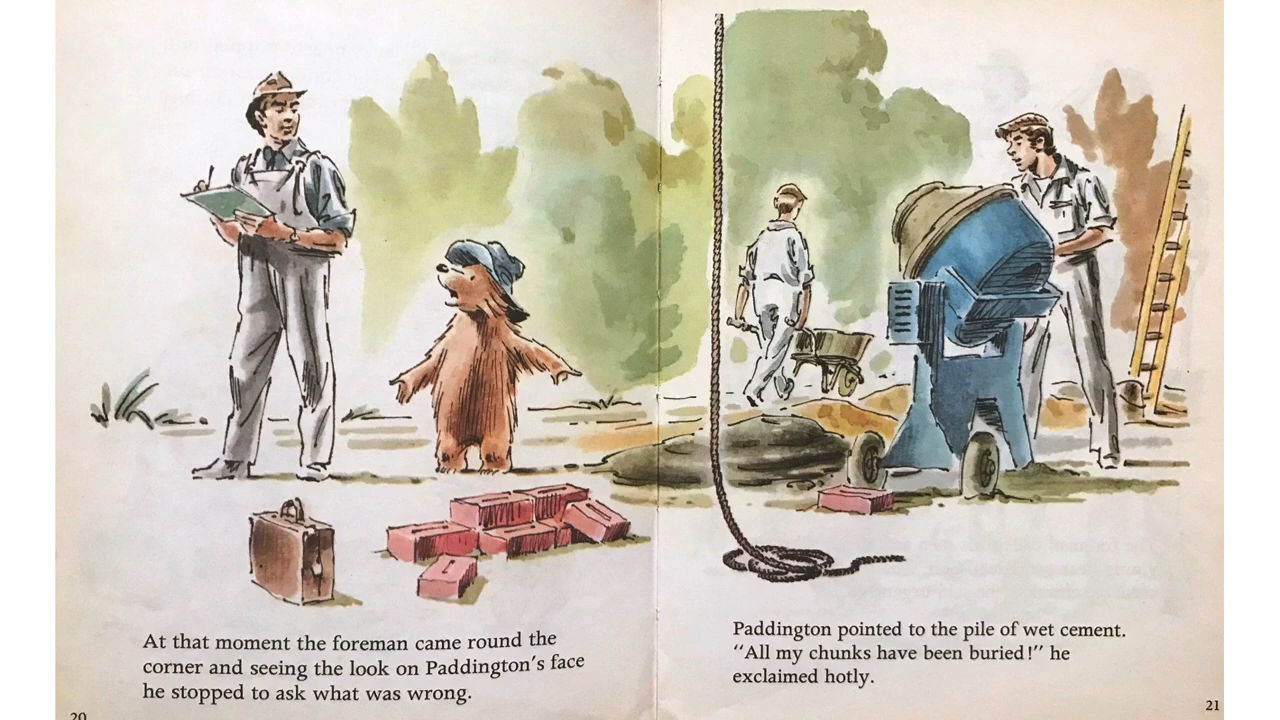 At that moment the foreman came round the
corner and seeing the look on Paddington's face
he stopped to ask what was wrong.
20
Paddington pointed to the pile of wet cement.
"All my chunks have been buried!" he
exclaimed hotly.
21